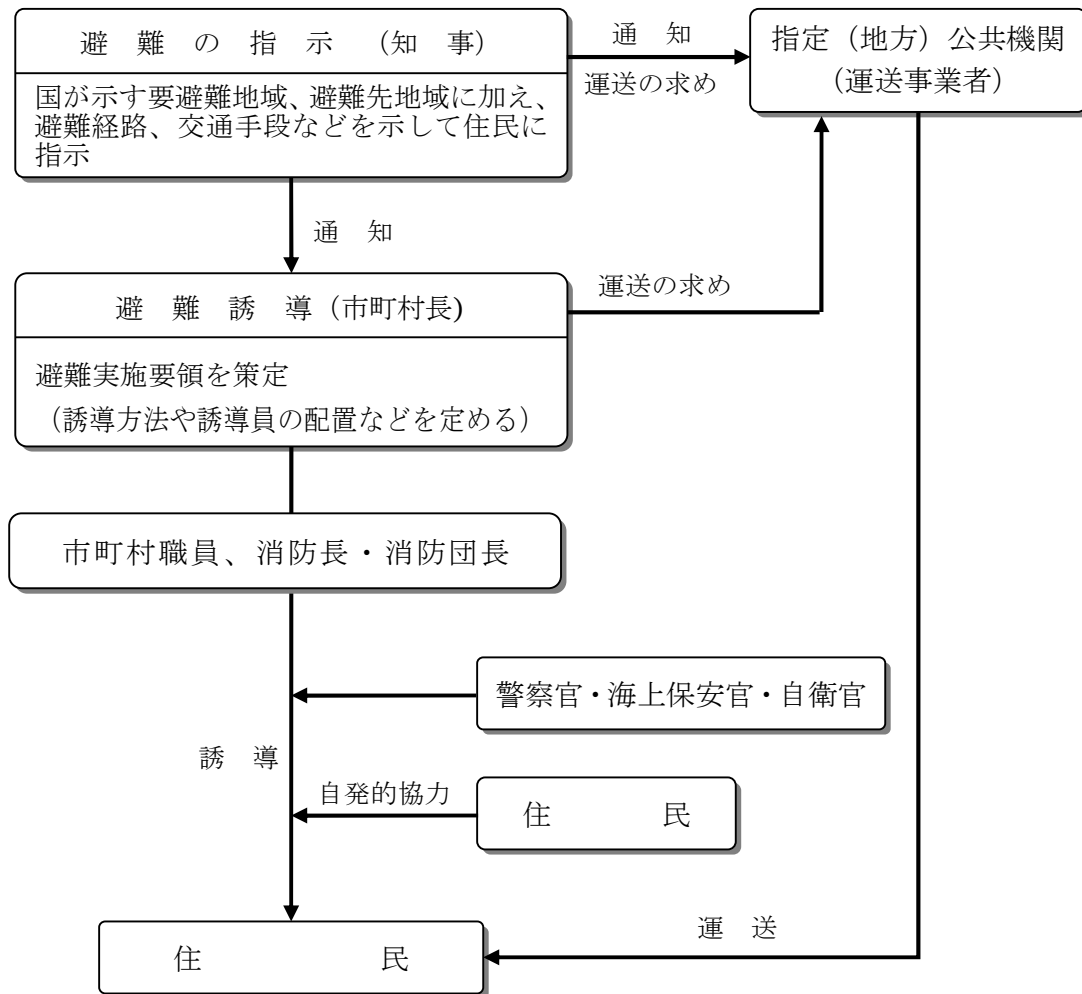 避難の指示（知事）
国が示す要避難地域、避難先地域に加え、
避難経路、交通手段などを示して住民に
指示
通知
運送の求め
指定（地方）公共機関
（運送事業者）
通知
避難誘導（市町村長)
避難実施要領を策定
（誘導方法や誘導員の配置などを定める）
運送の求め
市町村職員、消防長・消防団長
警察官・海上保安官・自衛官
誘導
自発的協力
住民
住民
運送